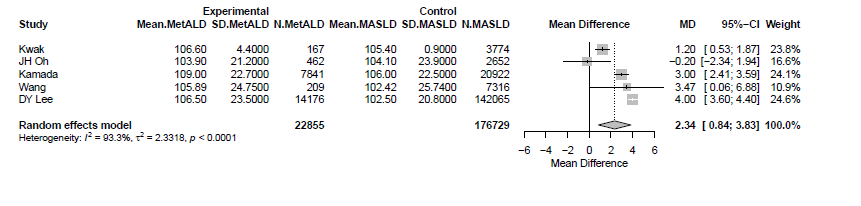 Experimental Control
Study Mean.MetALD SD.MetALD N.MetALD Mean.MASLD SD.MASLD N.MASLD Mean Difference MD 95%−CI Weight
Kwak 106.60 4.4000 167 105.40 0.9000 3774 1.20 [ 0.53; 1.87] 23.8%
JH Oh 103.90 21.2000 462 104.10 23.9000 2652 −0.20 [−2.34; 1.94] 16.6%
Kamada 109.00 22.7000 7841 106.00 22.5000 20922 3.00 [ 2.41; 3.59] 24.1%
Wang 105.89 24.7500 209 102.42 25.7400 7316 3.47 [ 0.06; 6.88] 10.9%
DY Lee 106.50 23.5000 14176 102.50 20.8000 142065 4.00 [ 3.60; 4.40] 24.6%
Random effects model 22855 176729 2.34 [ 0.84; 3.83] 100.0%
Heterogeneity: I² = 93.3%, τ² = 2.3318, p < 0.0001
−6 −4 −2 0 2 4 6
Mean Difference